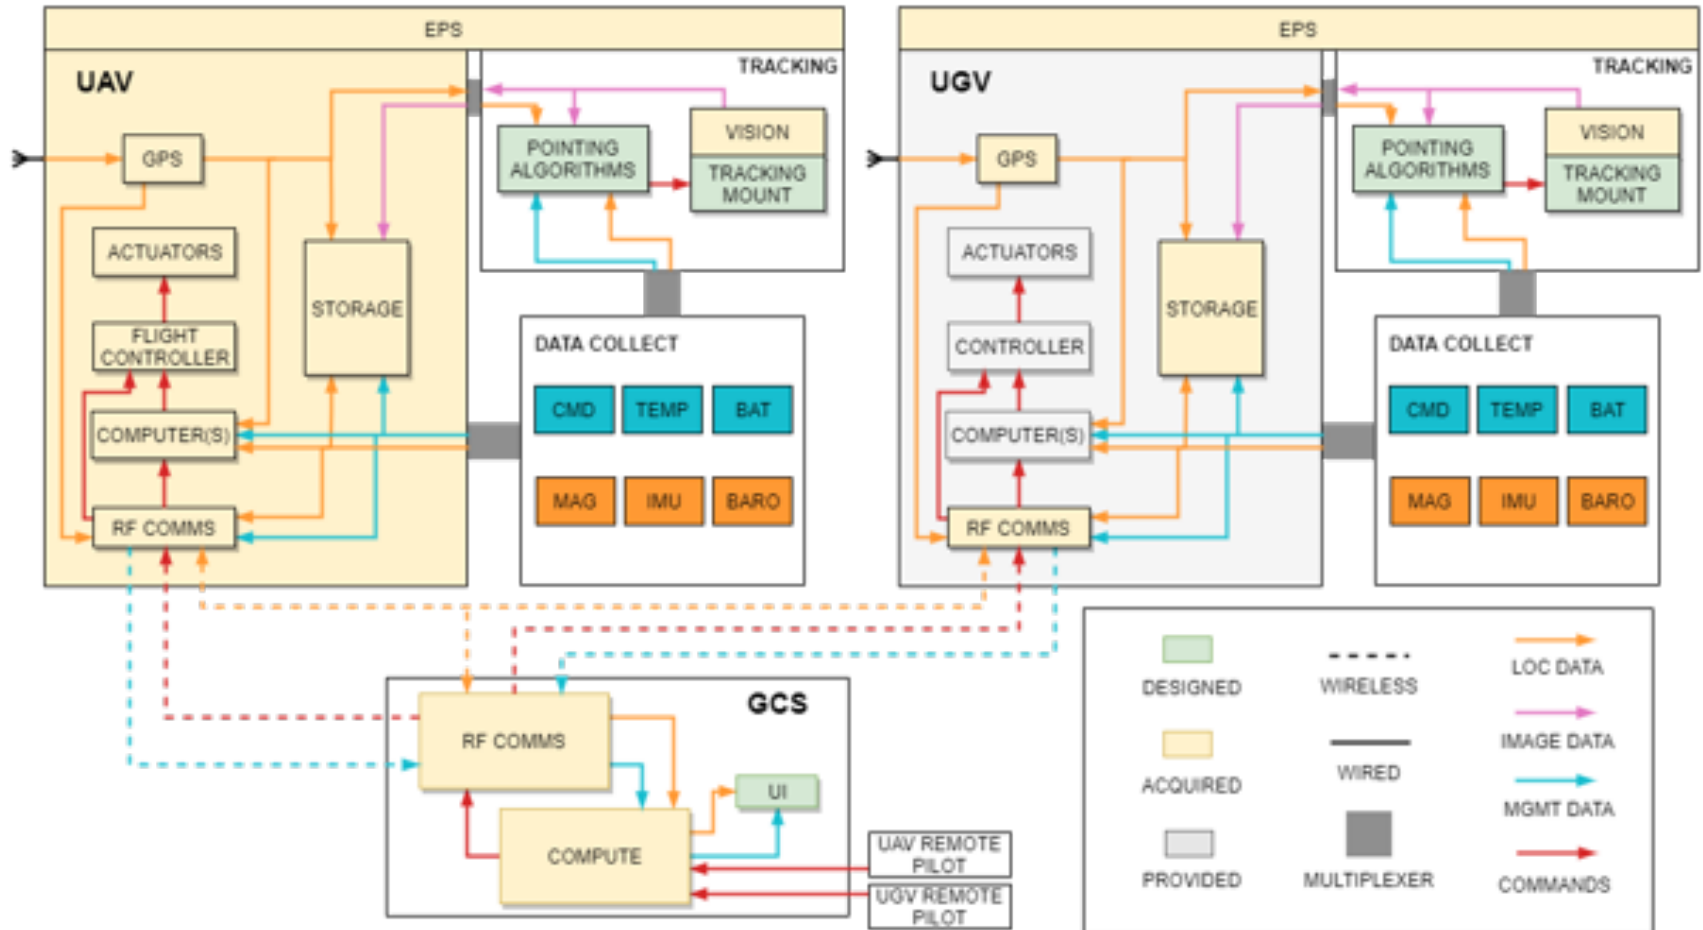 EPS
UAV
TRACKING
GPS
POINTING
ALGORITHMS
VISION
TRACKING
MOUNT
ACTUATORS
STORAGE
FLIGHT
CONTROLLER
COMPUTER(S)
RF COMMS
DATA COLLECT
CMD
TEMP
BAT
MAG
IMU
BARO
EPS
UGV
TRACKING
GPS
POINTING
ALGORITHMS
VISION
TRACKING
MOUNT
ACTUATORS
STORAGE
CONTROLLER
COMPUTER(S)
RF COMMS
DATA COLLECT
CMD
TEMP
BAT
MAG
IMU
BARO
GCS
RF COMMS
UI
COMPUTE
UAV REMOTE
PILOT
UGV REMOTE
PILOT
DESIGNED
WIRELESS
LOC DATA
ACQUIRED
WIRED
IMAGE DATA
MGMT DATA
PROVIDED
MULTIPLEXER
COMMANDS